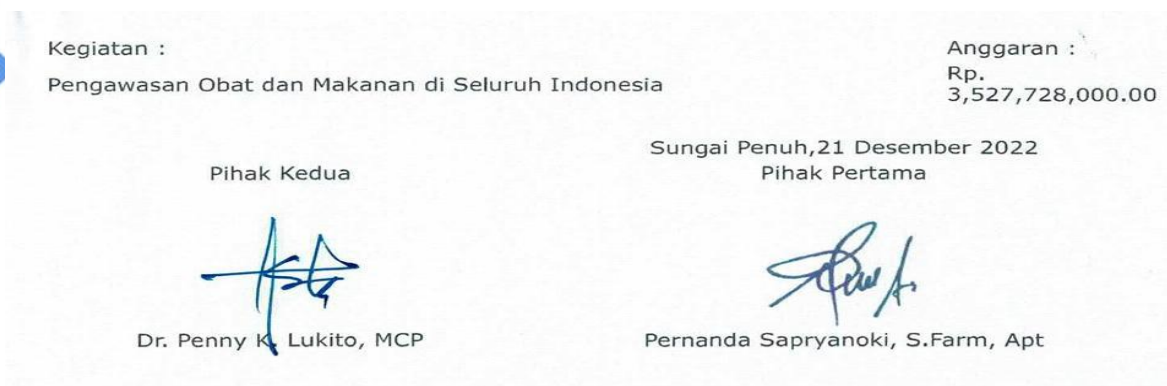 Kegiatan :
Anggaran :
Pengawasan Obat dan Makanan di Seluruh Indonesia
Rp.
3,527,728,000.00
Sungai Penuh,21 Desember 2022
Pihak Kedua
Pihak Pertama
Dr. Penny K. Lukito, MCP
Pernanda Sapryanoki, S.Farm, Apt